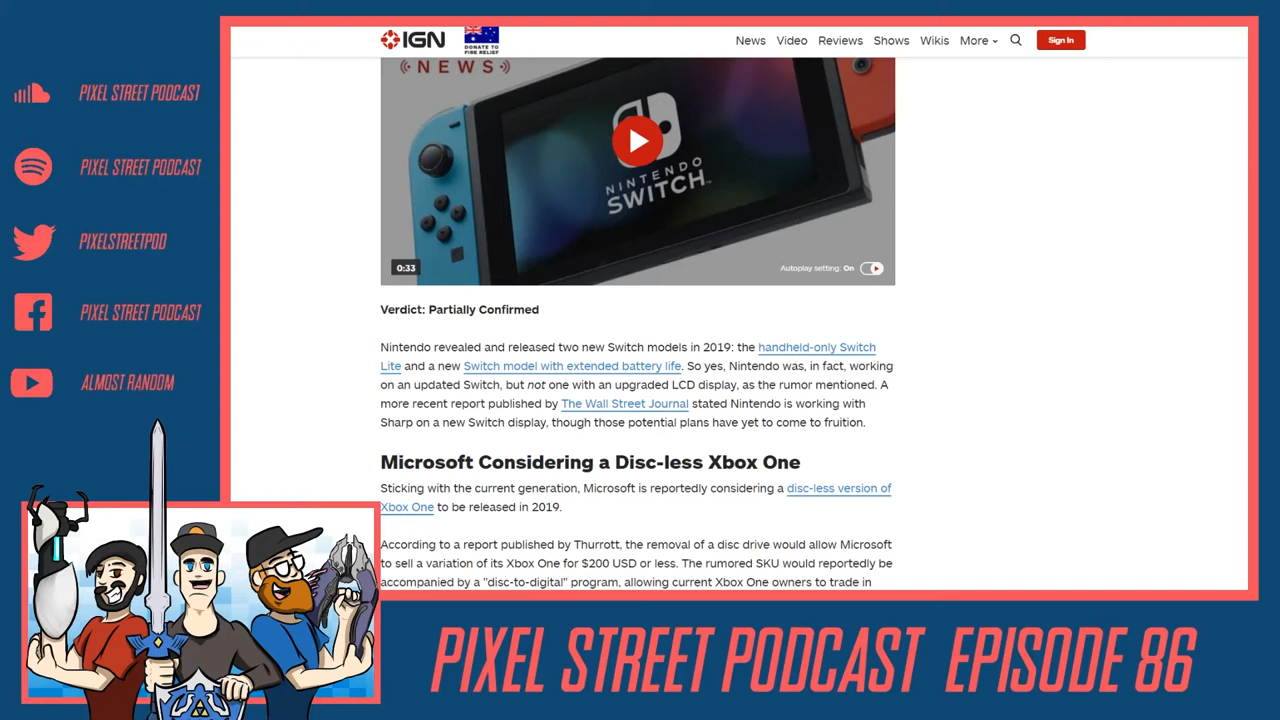 PIXEL STREET PODCAST
PIXEL STREET PODCAST
PIXELSTREETPOD
PIXEL STREET PODCAST
ALMOST RANDOM
IGN
DONATE TO
FIRE RELIEF
News Video Reviews Shows Wikis More Sign In
NEWS
NINTENDO
SWITCH
0:33
Autoplay setting: On
Verdict: Partially Confirmed
Nintendo revealed and released two new Switch models in 2019: the handheld-only Switch
Lite and a new Switch model with extended battery life. So yes, Nintendo was, in fact, working
on an updated Switch, but not one with an upgraded LCD display, as the rumor mentioned. A
more recent report published by The Wall Street Journal stated Nintendo is working with
Sharp on a new Switch display, though those potential plans have yet to come to fruition.
Microsoft Considering a Disc-less Xbox One
Sticking with the current generation, Microsoft is reportedly considering a disc-less version of
Xbox One to be released in 2019.
According to a report published by Thurrott, the removal of a disc drive would allow Microsoft
to sell a variation of its Xbox One for $200 USD or less. The rumored SKU would reportedly be
accompanied by a "disc-to-digital" program, allowing current Xbox One owners to trade in
PIXEL STREET PODCAST EPISODE 86